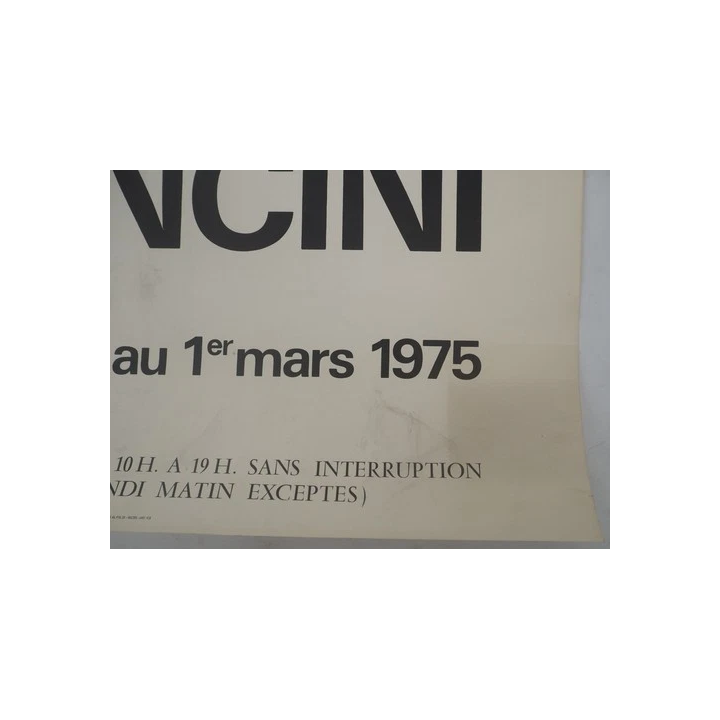 NCINI
au 1er mars 1975
10 H. A 19 H. SANS INTERRUPTION
NDI MATIN EXCEPTES)